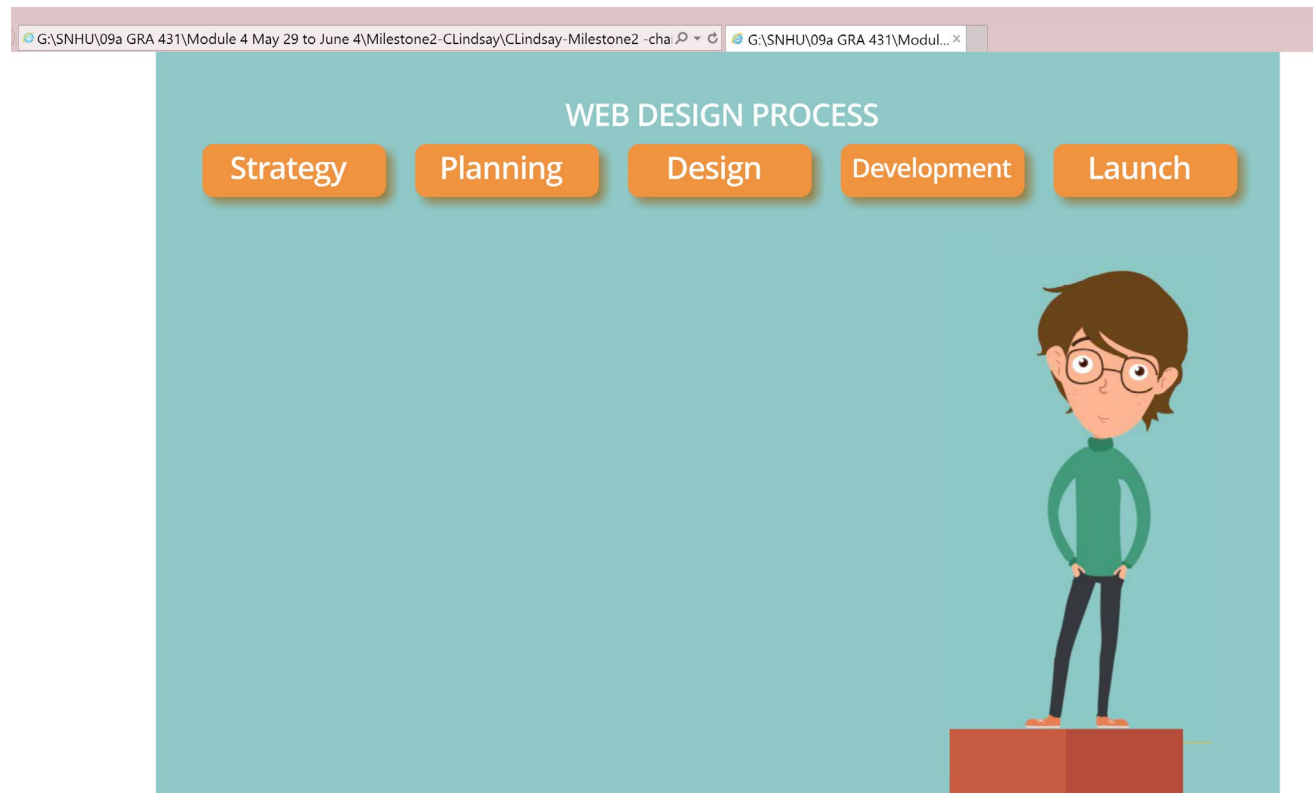 G:\SNHU\09a GRA 431\Module 4 May 29 to June 4\Milestone2-CLindsay\CLindsay-Milestone2 -cha
G:\SNHU\09a GRA 431\Modul...
WEB DESIGN PROCESS
Strategy
Planning
Design
Development
Launch